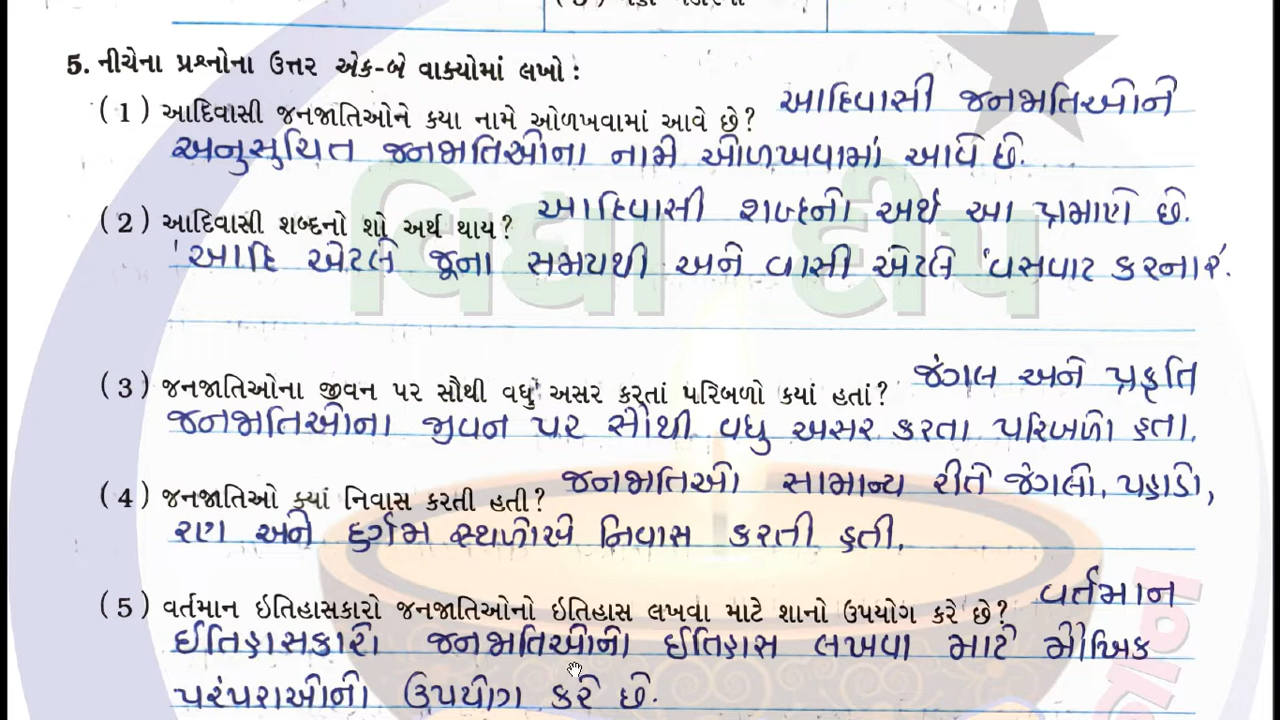 5. નીચેના પ્રશ્નોના ઉત્તર એક-બે વાક્યોમાં લખો :
(1) આદિવાસી જનજાતિઓને કયા નામે ઓળખવામાં આવે છે? આદિવાસી જનજાતિઓને
અનુસુચિત જનજાતિઓના નામે ઓળખવામાં આવે છે.
વિદ્યા દીપ
(2) આદિવાસી શબ્દનો શો અર્થ થાય? આદિવાસી શબ્દનો અર્થ આ પ્રમાણે છે.
'આદિ એટલે જૂના સમયથી અને વાસી એટલે 'વસવાટ કરનાર'.
(3) જનજાતિઓના જીવન પર સૌથી વધુ અસર કરતાં પરિબળો કયાં હતાં? જંગલ અને પ્રકૃતિ
જનજાતિઓના જીવન પર સૌથી વધુ અસર કરતા પરિબળો હતા.
(4) જનજાતિઓ ક્યાં નિવાસ કરતી હતી? જનજાતિઓ સામાન્ય રીતે જંગલો, પહાડો,
રણ અને દુર્ગમ સ્થળોએ નિવાસ કરતી હતી.
(5) વર્તમાન ઇતિહાસકારો જનજાતિઓનો ઇતિહાસ લખવા માટે શાનો ઉપયોગ કરે છે? વર્તમાન
ઈતિહાસકારો જનજાતિઓનો ઈતિહાસ લખવા માટે મૌખિક
પરંપરાઓનો ઉપયોગ કરે છે.